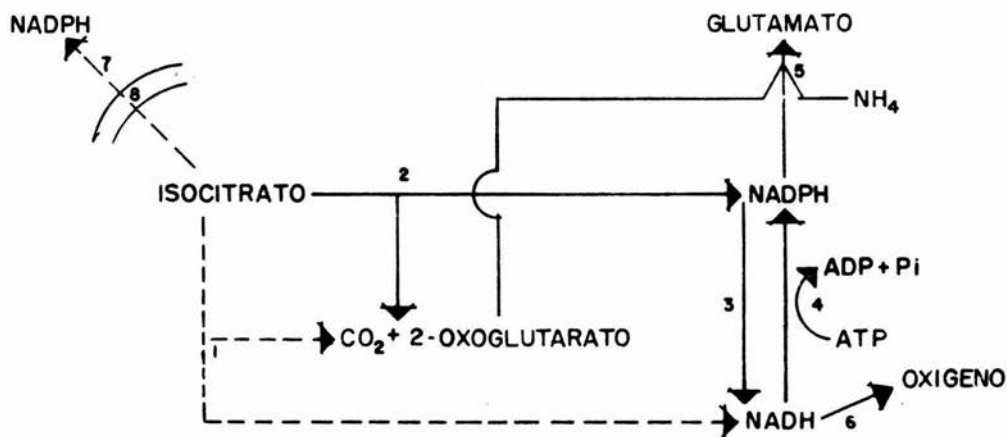 NADPH
GLUTAMATO
7
5
8
NH₄
2
ISOCITRATO
NADPH
ADP + Pi
3
4
1
CO₂ + 2-OXOGLUTARATO
ATP
OXIGENO
NADH
6